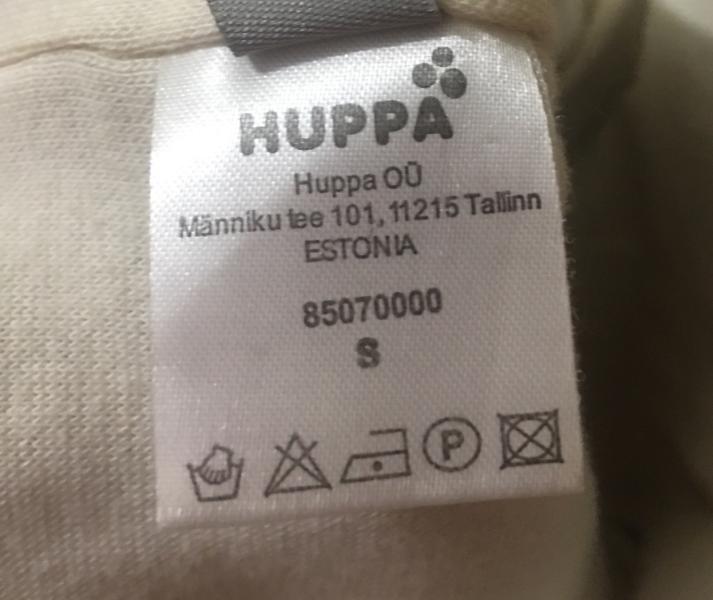 HUPPA
Huppa OÜ
Männiku tee 101, 11215 Tallinn
ESTONIA
85070000
S
P